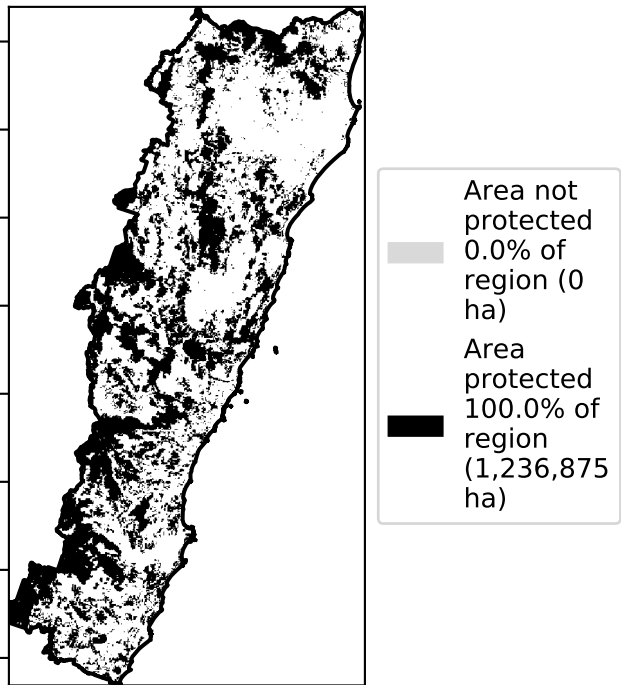 Area not
protected
0.0% of
region (0
ha)
Area
protected
100.0% of
region
(1,236,875
ha)